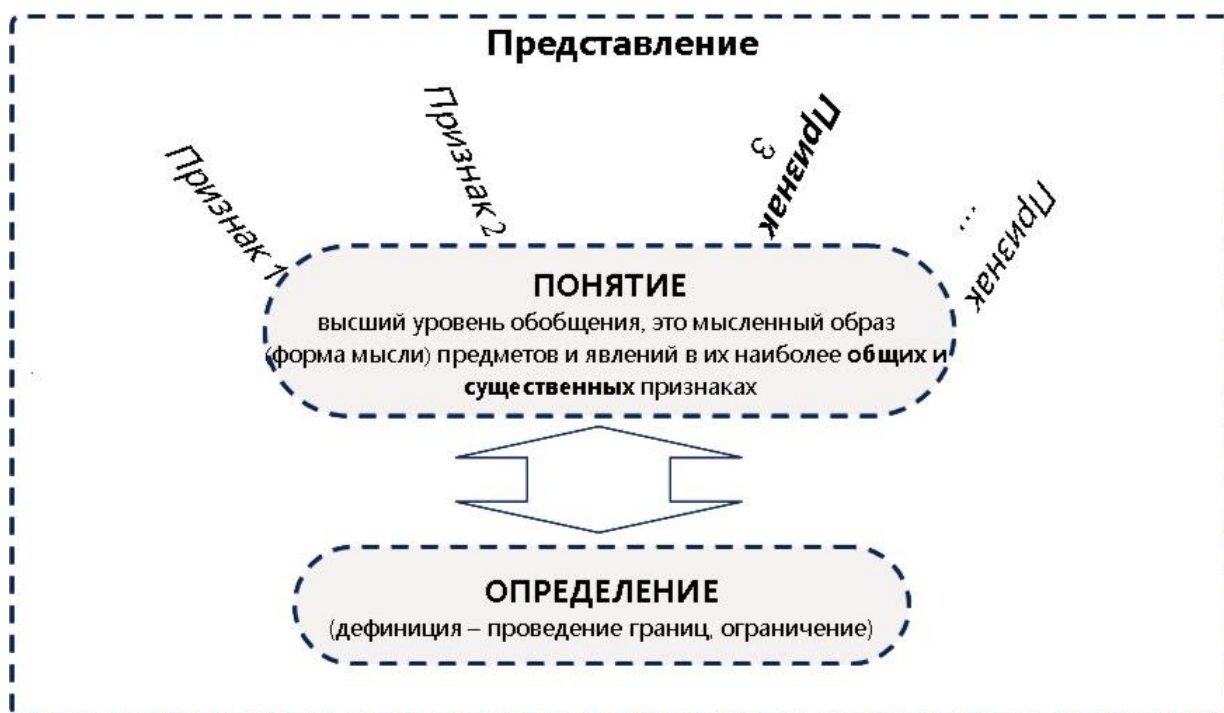 Представление
Признак 1
Признак 2
Признак
3
Признак
...
ПОНЯТИЕ
высший уровень обобщения, это мысленный образ
(форма мысли) предметов и явлений в их наиболее общих и
существенных признаках
ОПРЕДЕЛЕНИЕ
(дефиниция – проведение границ, ограничение)